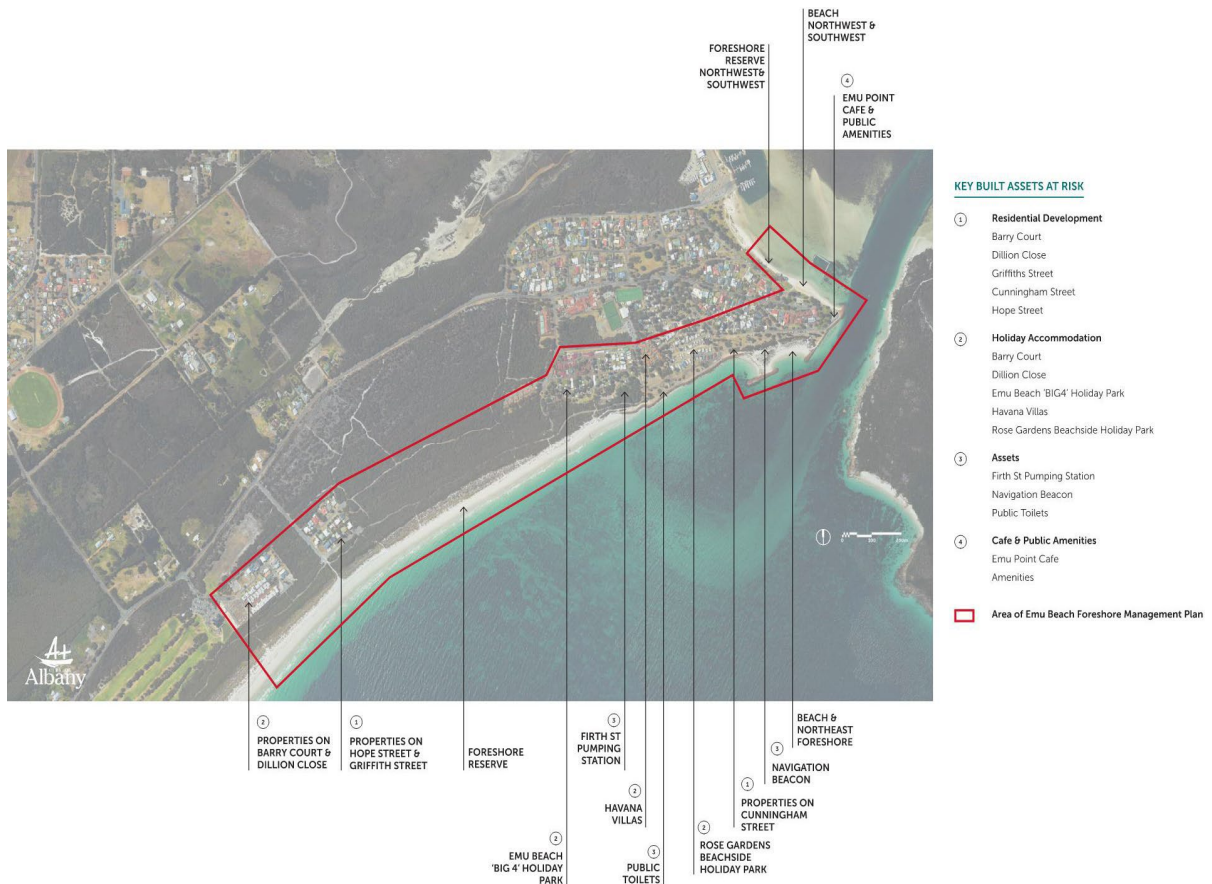 BEACH
NORTHWEST &
SOUTHWEST
FORESHORE
RESERVE
NORTHWEST&
SOUTHWEST
4
EMU POINT
CAFE &
PUBLIC
AMENITIES
KEY BUILT ASSETS AT RISK
1 Residential Development
Barry Court
Dillion Close
Griffiths Street
Cunningham Street
Hope Street
2 Holiday Accommodation
Barry Court
Dillion Close
Emu Beach 'BIG4' Holiday Park
Havana Villas
Rose Gardens Beachside Holiday Park
3 Assets
Firth St Pumping Station
Navigation Beacon
Public Toilets
4 Cafe & Public Amenities
Emu Point Cafe
Amenities
Area of Emu Beach Foreshore Management Plan
Albany
2
PROPERTIES ON
BARRY COURT &
DILLION CLOSE
1
PROPERTIES ON
HOPE STREET &
GRIFFITH STREET
FORESHORE
RESERVE
2
EMU BEACH
'BIG 4' HOLIDAY
PARK
3
FIRTH ST
PUMPING
STATION
2
HAVANA
VILLAS
3
PUBLIC
TOILETS
2
ROSE GARDENS
BEACHSIDE
HOLIDAY PARK
1
PROPERTIES ON
CUNNINGHAM
STREET
3
NAVIGATION
BEACON
BEACH &
NORTHEAST
FORESHORE